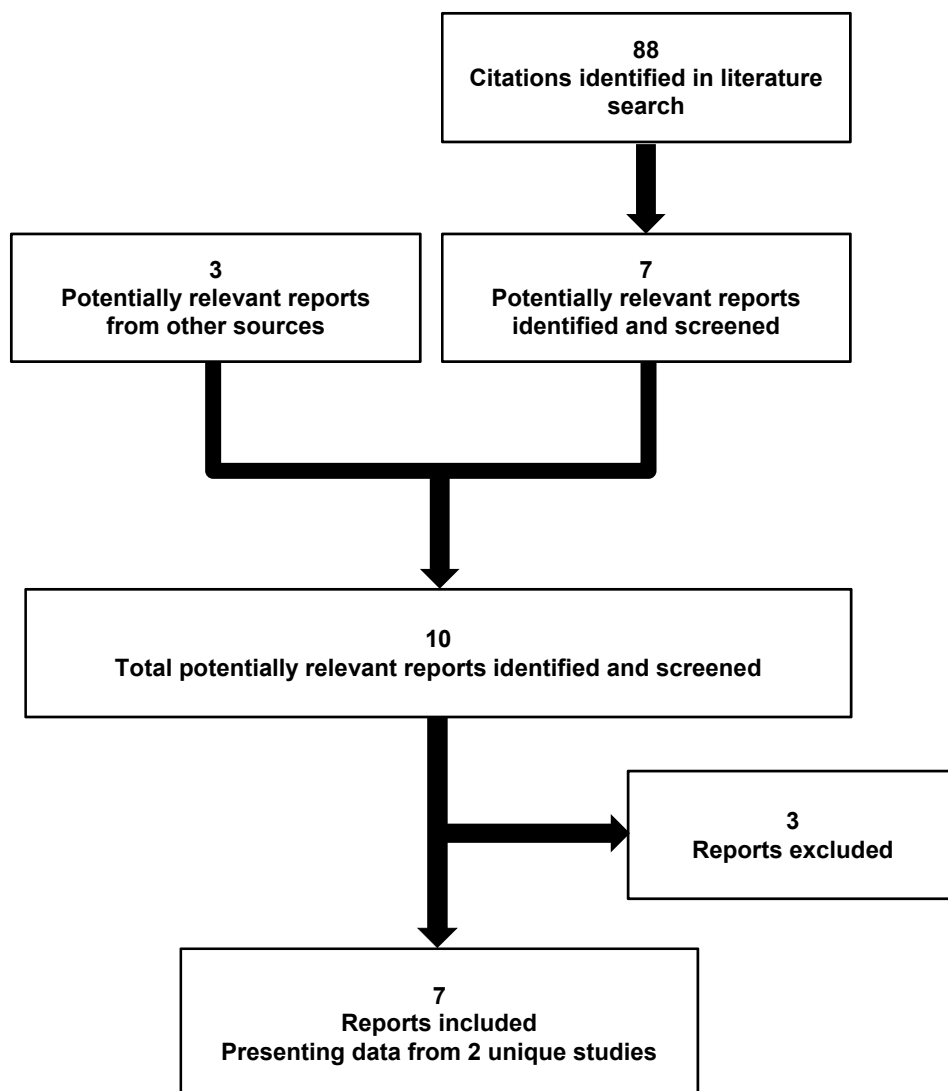 88
Citations identified in literature
search
3
Potentially relevant reports
from other sources
7
Potentially relevant reports
identified and screened
10
Total potentially relevant reports identified and screened
3
Reports excluded
7
Reports included
Presenting data from 2 unique studies